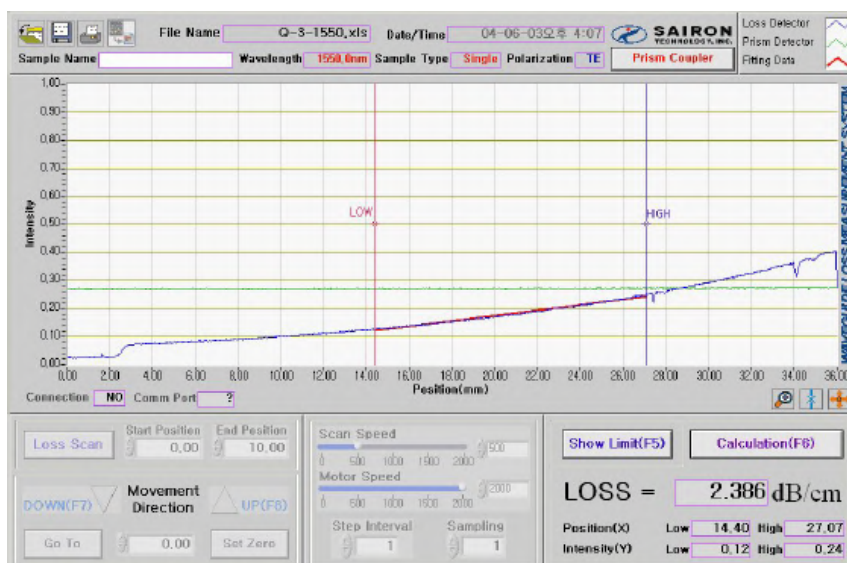 File Name Q-3-1550.xls Date/Time 04-06-03오후 4:07 SAIRON TECHNOLOGY, INC.
Loss Detector
Prism Detector
Fitting Data
Sample Name Wavelength 1550.0nm Sample Type Single Polarization TE Prism Coupler
1.00
0.90
0.80
0.70
0.60
0.50
0.40
0.30
0.20
0.10
0.00
Intensity
LOW
HIGH
WAVEGUIDE LOSS MEASUREMENT SYSTEM
0.00 2.00 4.00 6.00 8.00 10.00 12.00 14.00 16.00 18.00 20.00 22.00 24.00 26.00 28.00 30.00 32.00 34.00 36.00
Position(mm)
Connection NO Comm Port ?
Loss Scan Start Position 0.00 End Position 10.00
DOWN(F7) Movement Direction UP(F8)
Go To 0.00 Set Zero
Scan Speed
500
0 500 1000 1500 2000
Motor Speed
2000
0 500 1000 1500 2000
Step Interval Sampling
1 1
Show Limit(F5) Calculation(F6)
LOSS = 2.386 dB/cm
Position(X) Low 14.40 High 27.07
Intensity(Y) Low 0.12 High 0.24